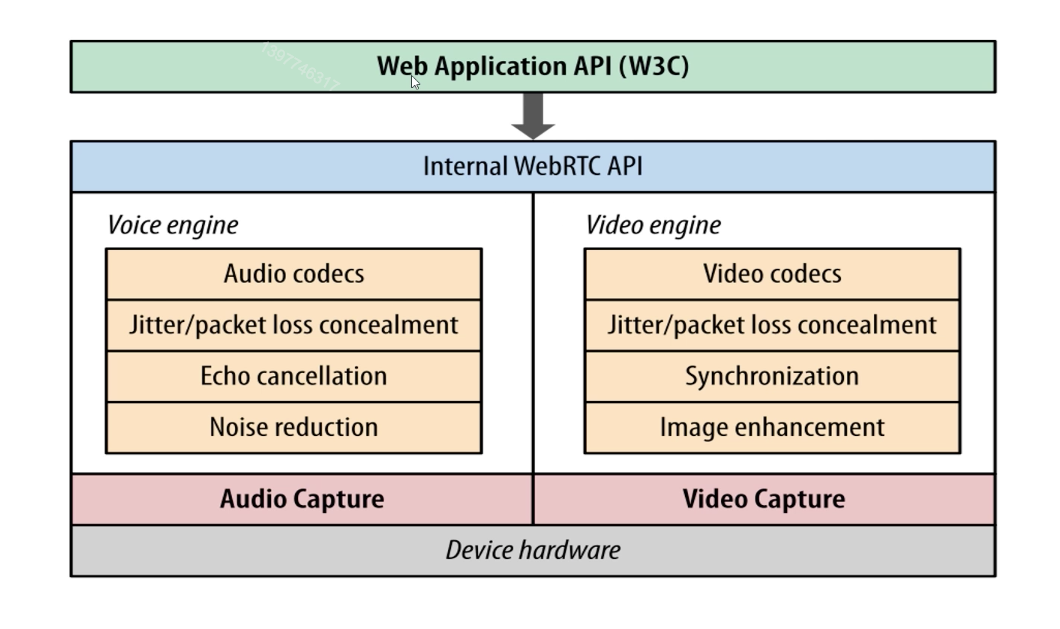 1397746317
Web Application API (W3C)
Internal WebRTC API
Voice engine
Audio codecs
Jitter/packet loss concealment
Echo cancellation
Noise reduction
Video engine
Video codecs
Jitter/packet loss concealment
Synchronization
Image enhancement
Audio Capture
Video Capture
Device hardware